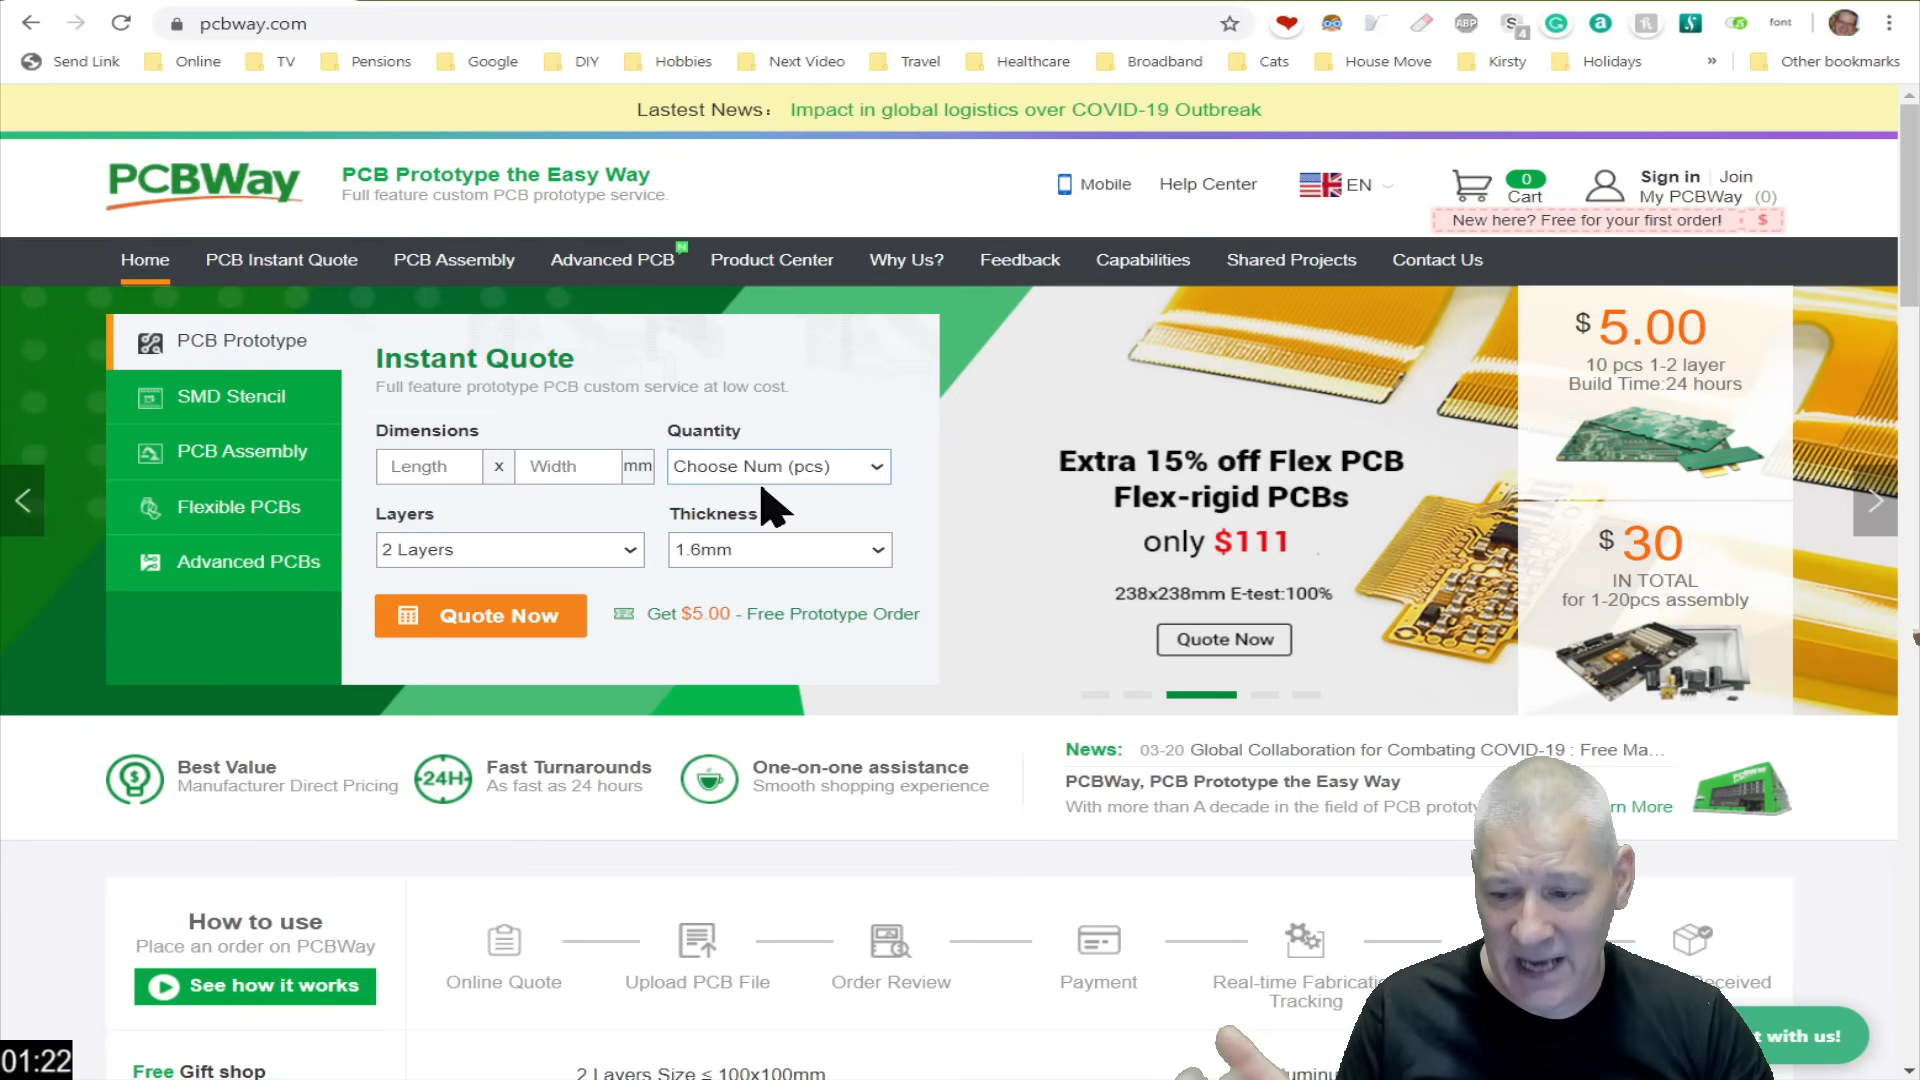 pcbway.com
ABP
4
font
Send Link
Online
TV
Pensions
Google
DIY
Hobbies
Next Video
Travel
Healthcare
Broadband
Cats
House Move
Kirsty
Holidays
»
Other bookmarks
Lastest News: Impact in global logistics over COVID-19 Outbreak
PCBWay
PCB Prototype the Easy Way
Full feature custom PCB prototype service.
Mobile
Help Center
EN
0
Cart
Sign in | Join
My PCBWay (0)
New here? Free for your first order! $
Home
PCB Instant Quote
PCB Assembly
Advanced PCB
N
Product Center
Why Us?
Feedback
Capabilities
Shared Projects
Contact Us
PCB Prototype
SMD Stencil
PCB Assembly
Flexible PCBs
Advanced PCBs
Instant Quote
Full feature prototype PCB custom service at low cost.
Dimensions
Quantity
Length x Width mm
Choose Num (pcs)
Layers
Thickness
2 Layers
1.6mm
Quote Now
Get $5.00 - Free Prototype Order
Extra 15% off Flex PCB
Flex-rigid PCBs
only $111
238x238mm E-test:100%
Quote Now
$ 5.00
10 pcs 1-2 layer
Build Time:24 hours
$ 30
IN TOTAL
for 1-20pcs assembly
Best Value
Manufacturer Direct Pricing
24H
Fast Turnarounds
As fast as 24 hours
One-on-one assistance
Smooth shopping experience
News: 03-20 Global Collaboration for Combating COVID-19 : Free Ma...
PCBWay, PCB Prototype the Easy Way
With more than A decade in the field of PCB prototy
rn More
How to use
Place an order on PCBWay
See how it works
Online Quote
Upload PCB File
Order Review
Payment
Real-time Fabricati
Tracking
eceived
t with us!
01:22
Free Gift shop
2 Layers Size ≤ 100x100mm